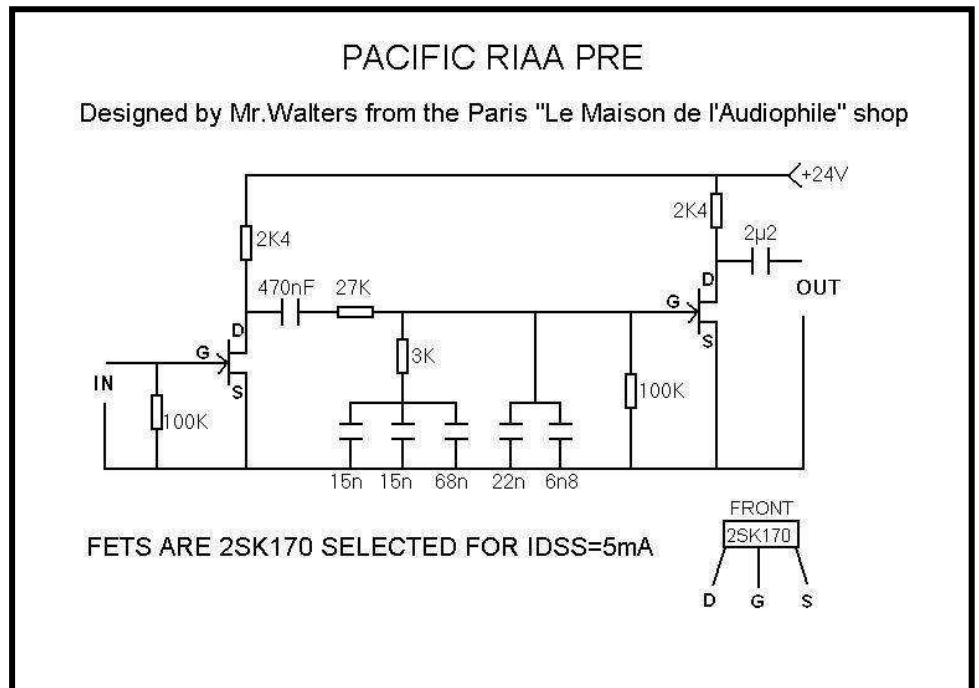 PACIFIC RIAA PRE
Designed by Mr.Walters from the Paris "Le Maison de l'Audiophile" shop
+24V
2K4
2K4
2µ2
470nF 27K
D
G
OUT
D
G
S
3K
IN
S
100K
100K
15n 15n 68n 22n 6n8
FETS ARE 2SK170 SELECTED FOR IDSS=5mA
FRONT
2SK170
D G S